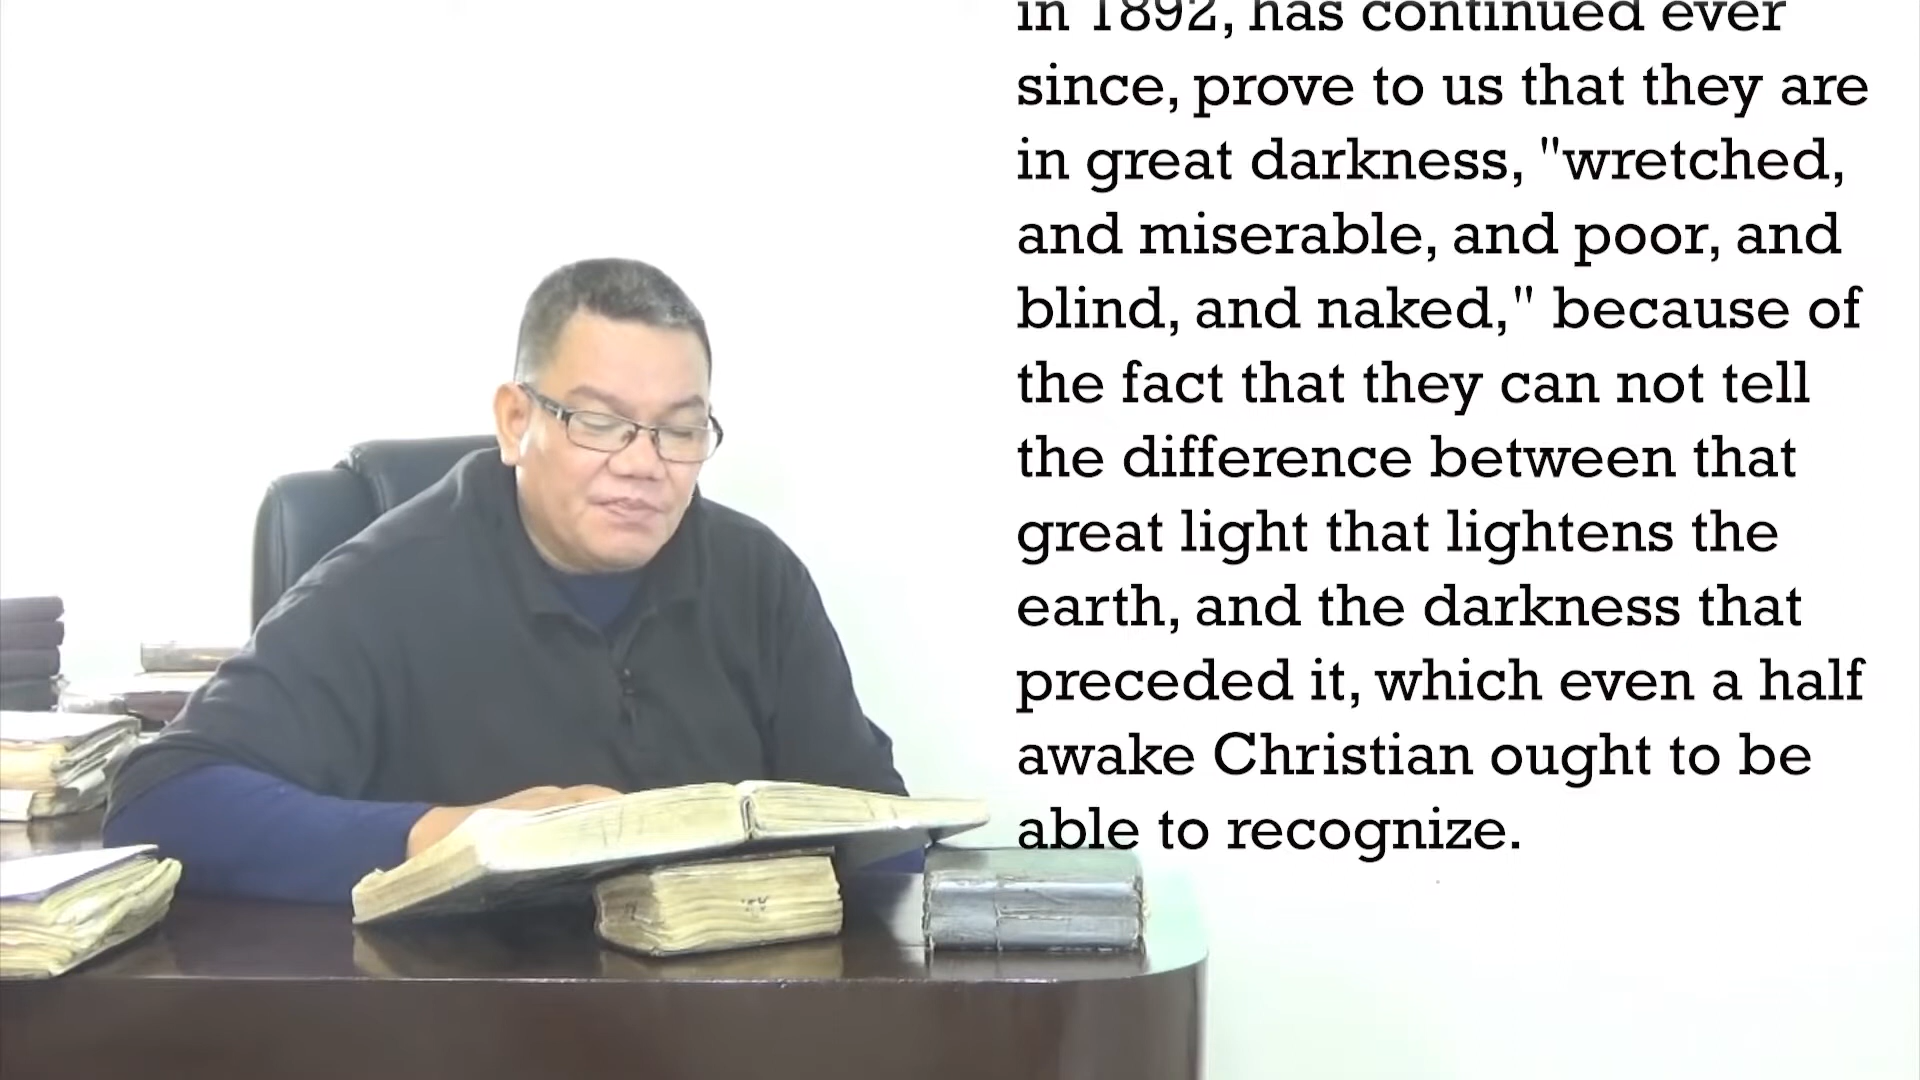 in 1892, has continued ever
since, prove to us that they are
in great darkness, "wretched,
and miserable, and poor, and
blind, and naked," because of
the fact that they can not tell
the difference between that
great light that lightens the
earth, and the darkness that
preceded it, which even a half
awake Christian ought to be
able to recognize.